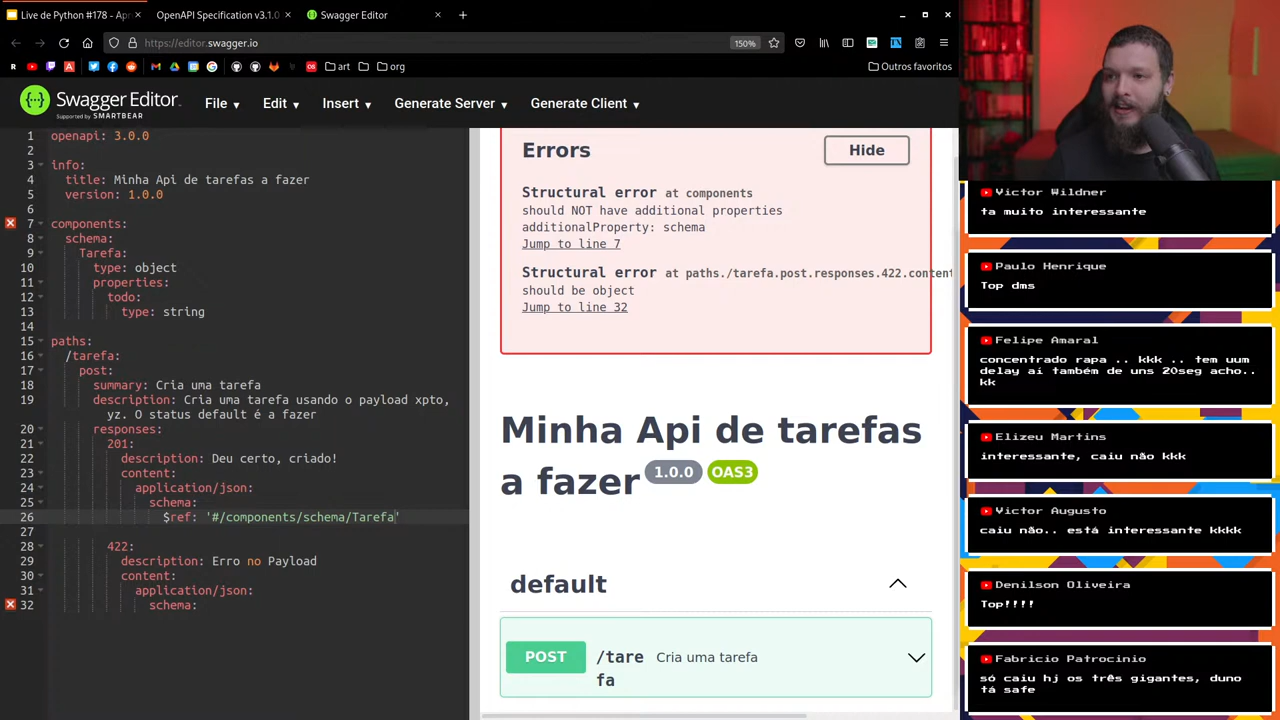 Live de Python #178 - Apr
OpenAPI Specification v3.1.0
Swagger Editor
https://editor.swagger.io
150%
art
org
Outros favoritos
Swagger Editor
Supported by SMARTBEAR
File
Edit
Insert
Generate Server
Generate Client
1 openapi: 3.0.0
2
3 info:
4 title: Minha Api de tarefas a fazer
5 version: 1.0.0
6
7 components:
8 schema:
9 Tarefa:
10 type: object
11 properties:
12 todo:
13 type: string
14
15 paths:
16 /tarefa:
17 post:
18 summary: Cria uma tarefa
19 description: Cria uma tarefa usando o payload xpto,
yz. O status default é a fazer
20 responses:
21 201:
22 description: Deu certo, criado!
23 content:
24 application/json:
25 schema:
26 $ref: '#/components/schema/Tarefa'
27
28 422:
29 description: Erro no Payload
30 content:
31 application/json:
32 schema:
Errors
Hide
Structural error at components
should NOT have additional properties
additionalProperty: schema
Jump to line 7
Structural error at paths./tarefa.post.responses.422.content
should be object
Jump to line 32
Minha Api de tarefas
a fazer 1.0.0 OAS3
default
POST /tare
fa
Cria uma tarefa
Victor Wildner
ta muito interessante
Paulo Henrique
Top dms
Felipe Amaral
concentrado rapa .. kkk .. tem uum
delay aí também de uns 20seg acho..
kk
Elizeu Martins
interessante, caiu não kkk
Victor Augusto
caiu não.. está interessante kkkk
Denilson Oliveira
Top!!!!
Fabricio Patrocinio
só caiu hj os três gigantes, duno
tá safe